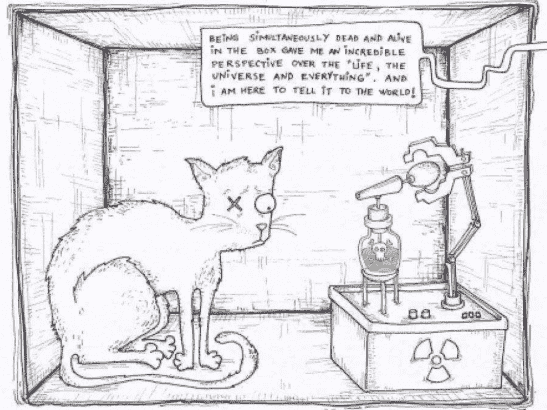 BEING SIMULTANEOUSLY DEAD AND ALIVE
IN THE BOX GAVE ME AN INCREDIBLE
PERSPECTIVE OVER THE "LIFE, THE
UNIVERSE AND EVERYTHING". AND
I AM HERE TO TELL IT TO THE WORLD!